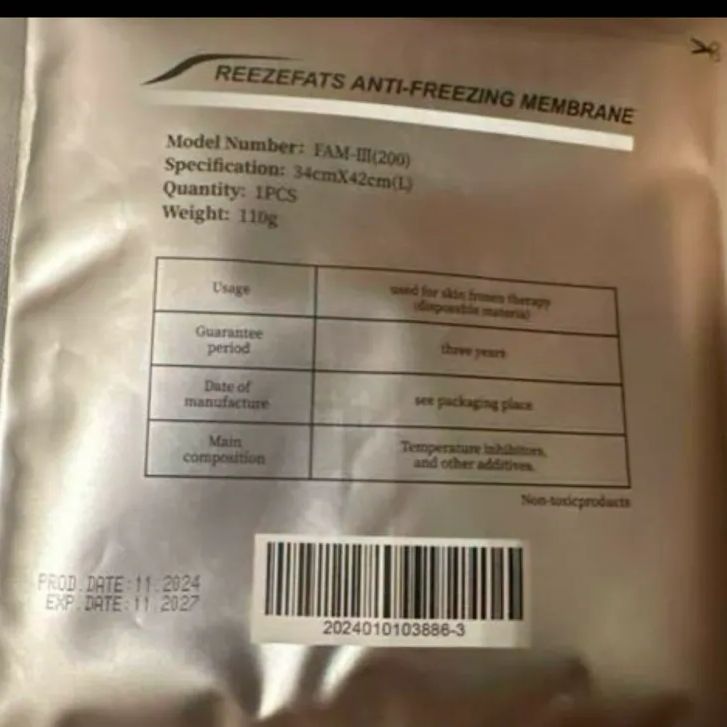 REEZEFATS ANTI-FREEZING MEMBRANE
Model Number: FAM-III(200)
Specification: 34cmX42cm(L)
Quantity: 1PCS
Weight: 110g
Usage
used for skin frozen therapy
(disposable material)
Guarantee
period
three years
Date of
manufacture
see packaging place
Main
composition
Temperature inhibitors,
and other additives.
Non-toxicproducts
PROD.DATE:11.2024
EXP.DATE:11.2027
2024010103886-3